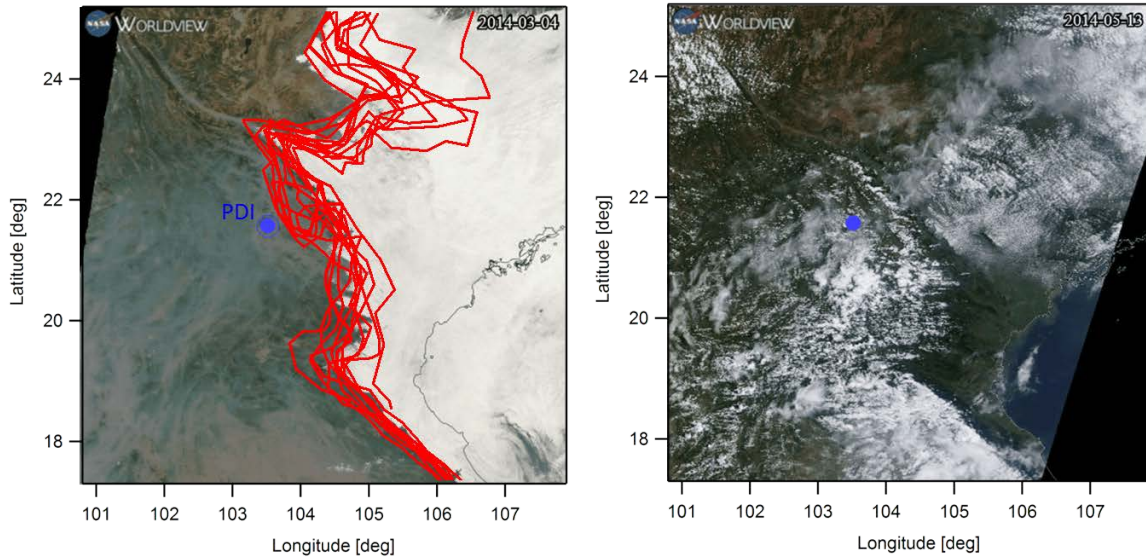 NASA WORLDVIEW
2014-03-04
24
22
20
18
Latitude [deg]
PDI
101 102 103 104 105 106 107
Longitude [deg]
NASA WORLDVIEW
2014-05-13
24
22
20
18
Latitude [deg]
101 102 103 104 105 106 107
Longitude [deg]